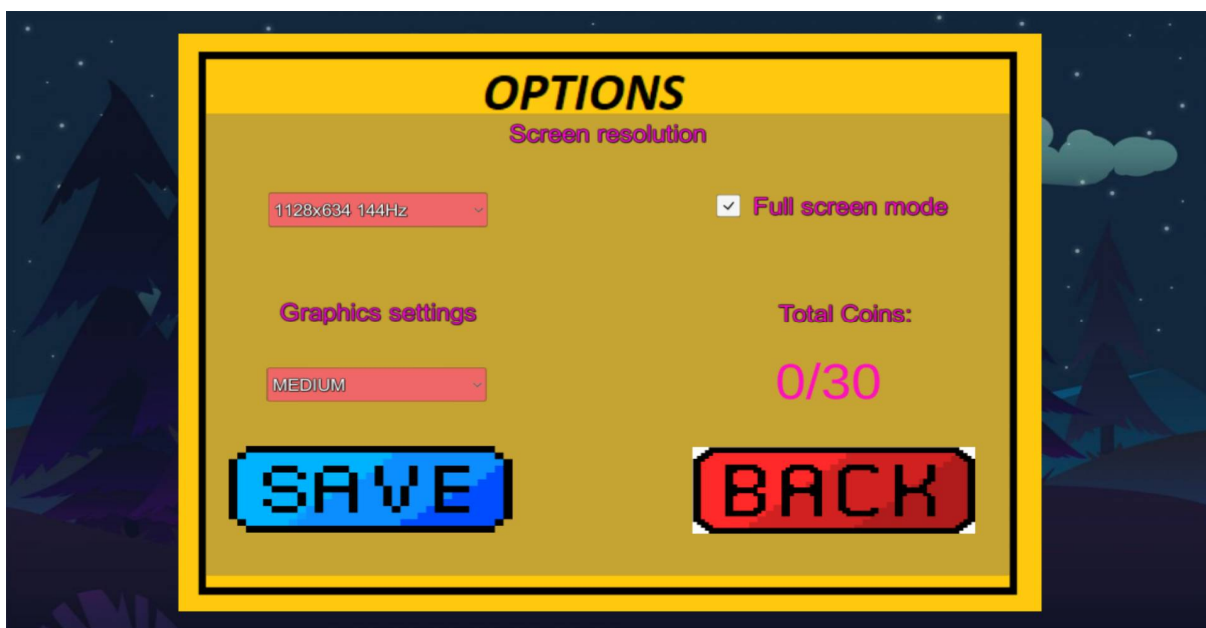 OPTIONS
Screen resolution
1128x634 144Hz
Full screen mode
Graphics settings
Total Coins:
MEDIUM
0/30
SAVE
BACK